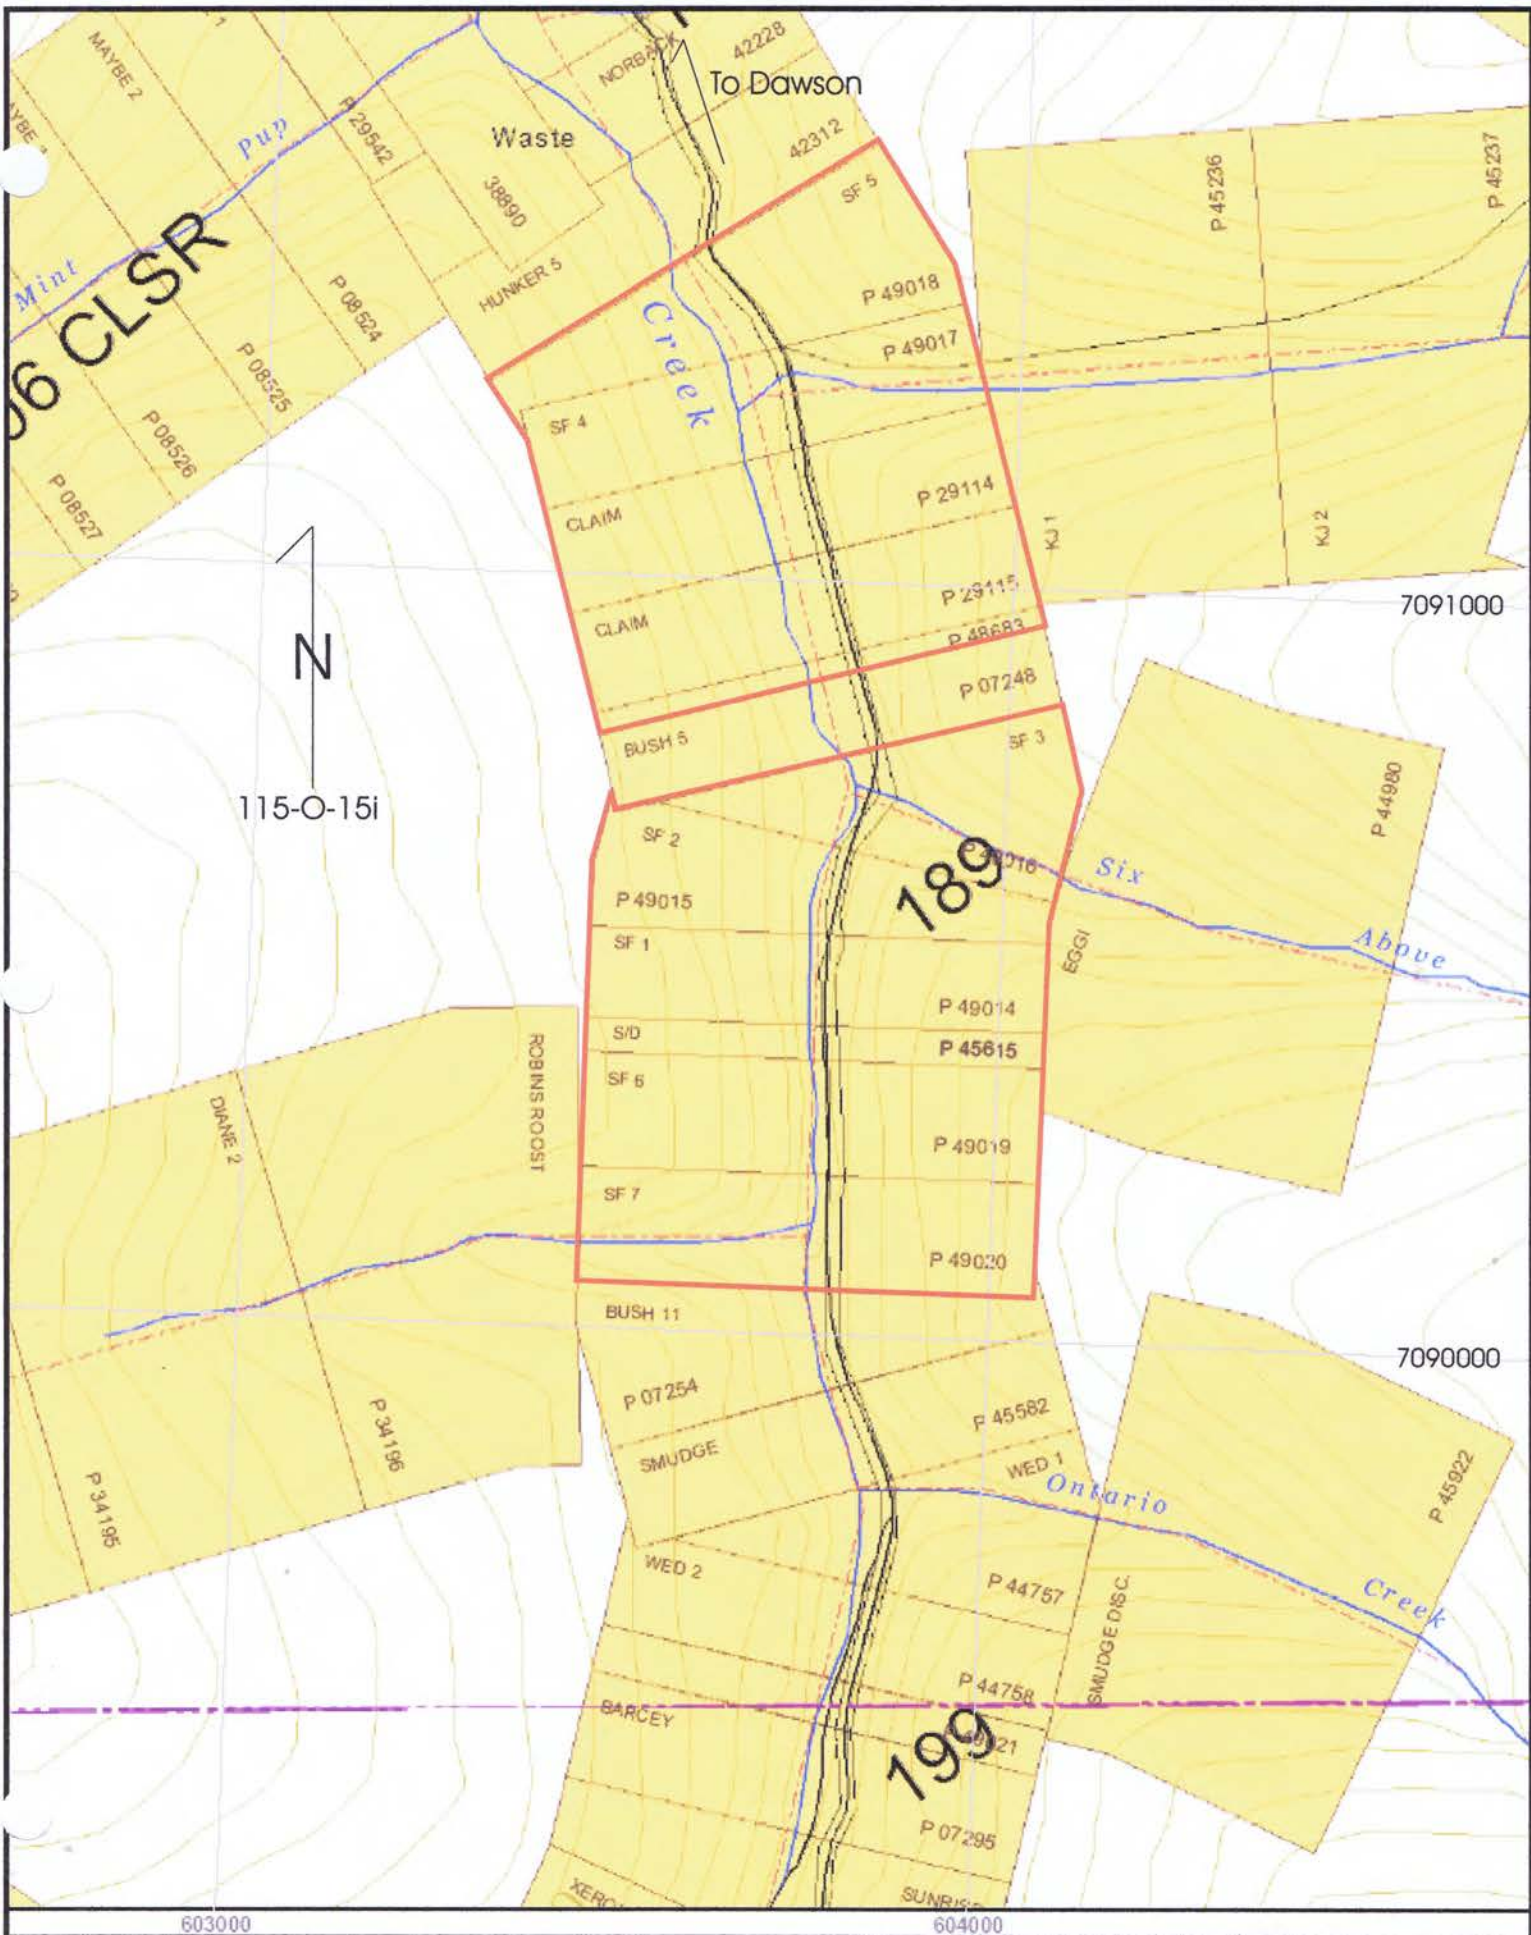 MAYBE 2
Pup
P 29542
Waste
38890
NORBACK
42228
To Dawson
42312
SF 5
P 45236
P 45237
Mint
06 CLSR
P 08524
P 08525
P 08526
P 08527
HUNKER 5
Creek
P 49018
P 49017
SF 4
CLAIM
P 29114
CLAIM
P 29115
P 48683
KJ 1
KJ 2
7091000
N
115-O-15i
P 07248
BUSH 5
SF 3
P 44980
SF 2
189
Six
P 49015
SF 1
EGGI
Above
P 49014
S/D
P 45615
SF 6
ROBINS ROOST
DIANE 2
P 49019
SF 7
P 49020
BUSH 11
7090000
P 07254
P 45582
P 34196
P 34195
SMUDGE
WED 1
Ontario
P 45922
WED 2
P 44757
Creek
SMUDGE DISC.
P 44758
BARCEY
199
P 07295
603000
604000